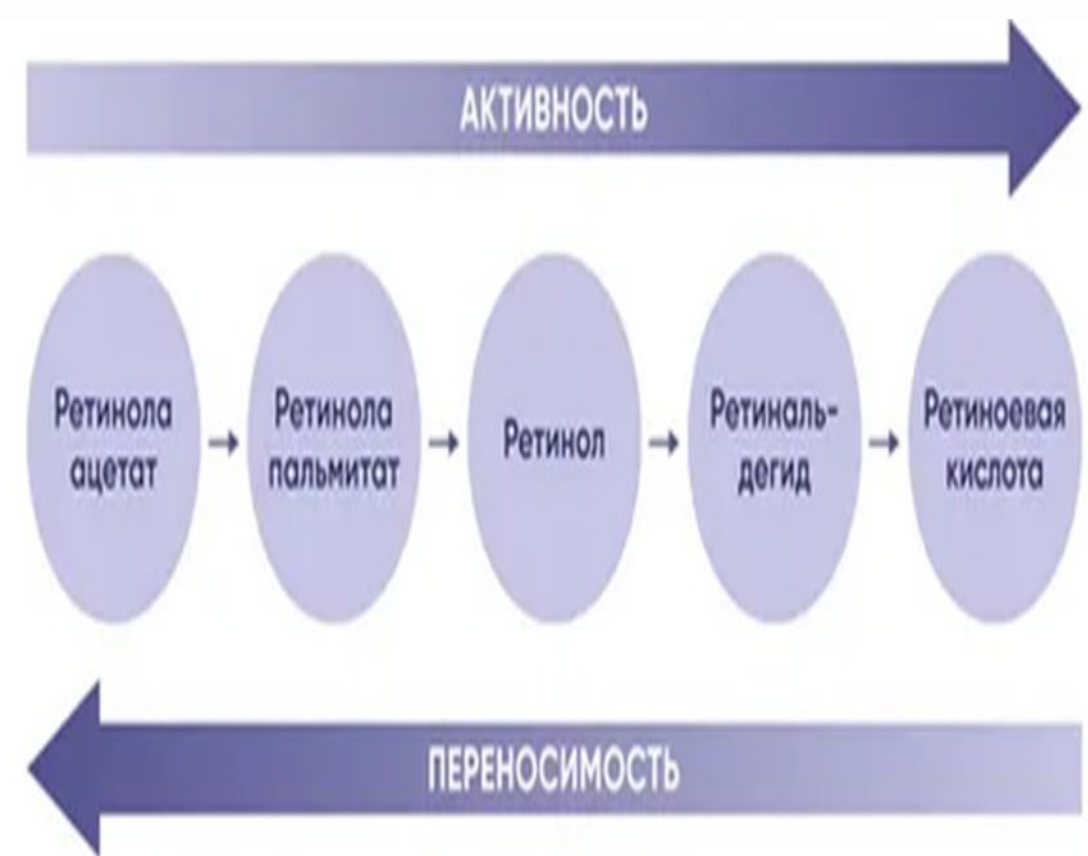 АКТИВНОСТЬ
Ретинола
ацетат
Ретинола
пальмитат
Ретинол
Ретиналь-
дегид
Ретиноевая
кислота
ПЕРЕНОСИМОСТЬ